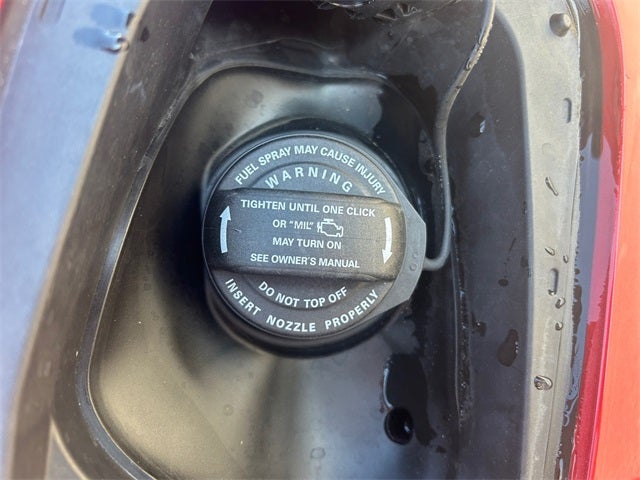 FUEL SPRAY MAY CAUSE INJURY
WARNING
TIGHTEN UNTIL ONE CLICK
OR "MIL"
MAY TURN ON
SEE OWNER'S MANUAL
DO NOT TOP OFF
INSERT NOZZLE PROPERLY